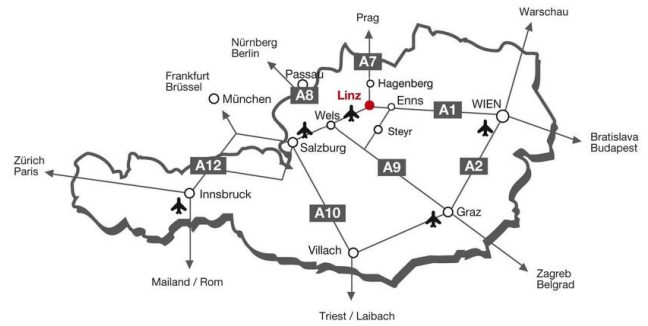 Warschau
Prag
Nürnberg
Berlin
A7
Passau
Hagenberg
Frankfurt
Brüssel
A8
Linz
Enns
München
A1
WIEN
Wels
Steyr
Bratislava
Budapest
Salzburg
Zürich
Paris
A12
A9
A2
Innsbruck
A10
Graz
Villach
Mailand / Rom
Zagreb
Belgrad
Triest / Laibach